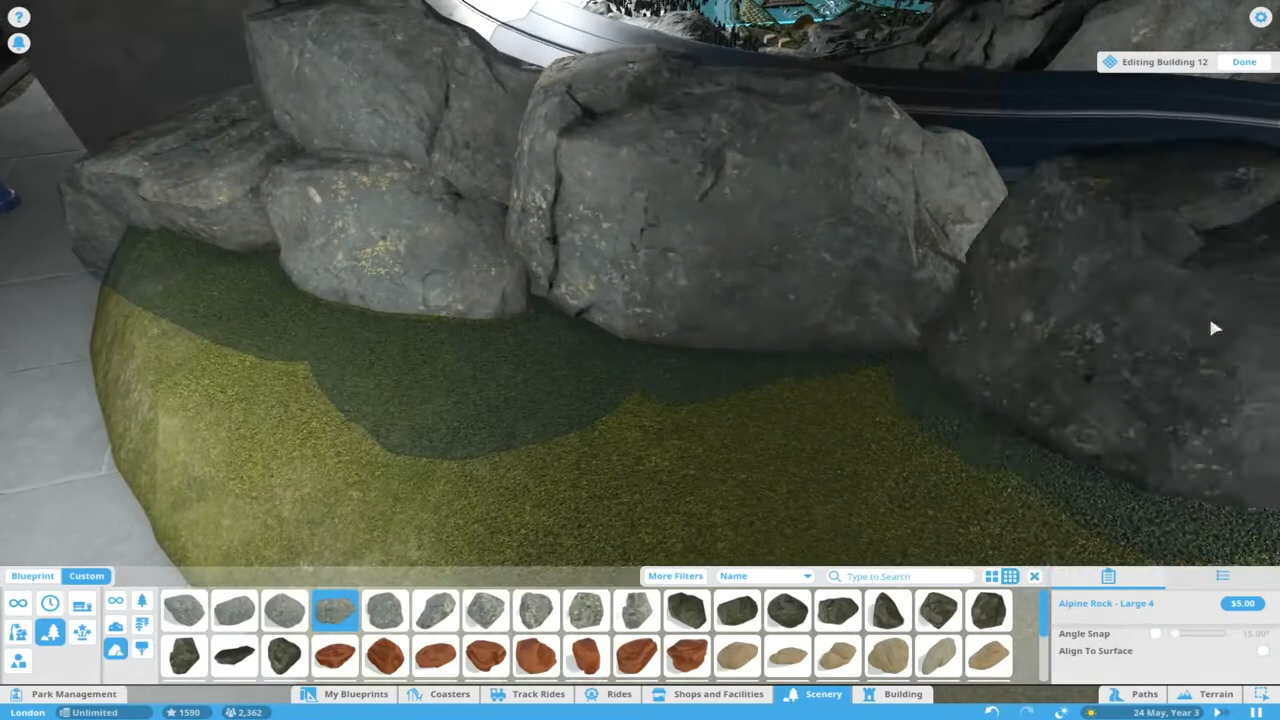 ?
Editing Building 12 Done
Blueprint Custom
More Filters Name Type to Search
Alpine Rock - Large 4 $5.00
Angle Snap 15.00°
Align To Surface
Park Management My Blueprints Coasters Track Rides Rides Shops and Facilities Scenery Building Paths Terrain
London Unlimited 1590 2,362 24 May, Year 3